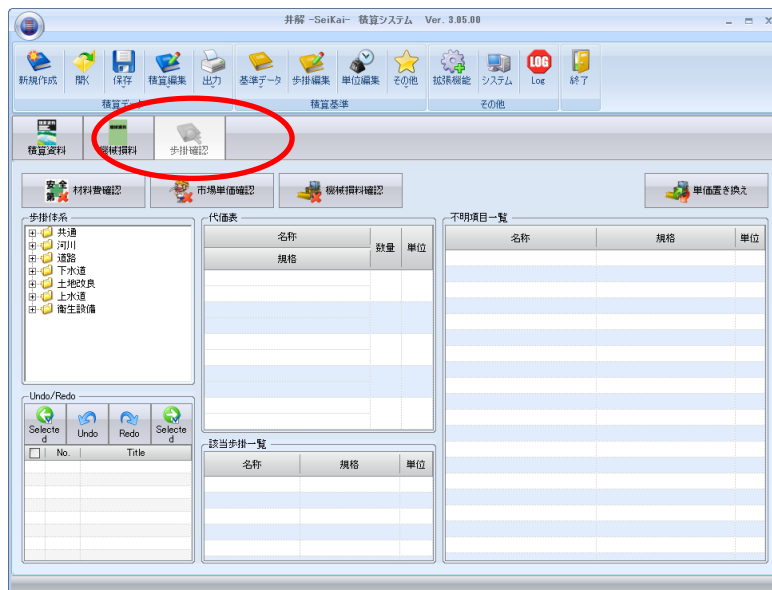 井解 -SeiKai- 積算システム Ver. 3.05.00
新規作成 開く 保存 積算編集 出力 基準データ 歩掛編集 単位編集 その他 拡張機能 システム LOG Log 終了
積算データ 積算基準 その他
積算資料 機械損料 歩掛確認
安全第一 材料費確認 市場単価確認 機械損料確認 単価置き換え
歩掛体系 代価表 不明項目一覧
名称 数量 単位 名称 規格 単位
規格
共通
河川
道路
下水道
土地改良
上水道
衛生設備
Undo/Redo
Selected Undo Redo Selected
No. Title
該当歩掛一覧
名称 規格 単位